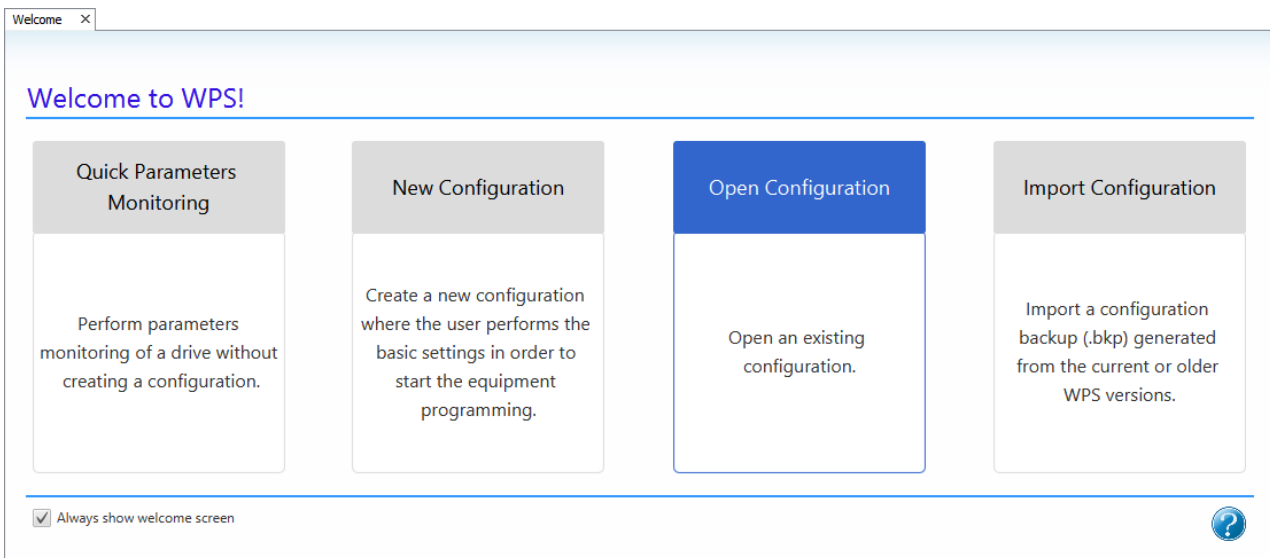 Welcome
Welcome to WPS!
Quick Parameters
Monitoring
New Configuration
Open Configuration
Import Configuration
Perform parameters
monitoring of a drive without
creating a configuration.
Create a new configuration
where the user performs the
basic settings in order to
start the equipment
programming.
Open an existing
configuration.
Import a configuration
backup (.bkp) generated
from the current or older
WPS versions.
Always show welcome screen
?